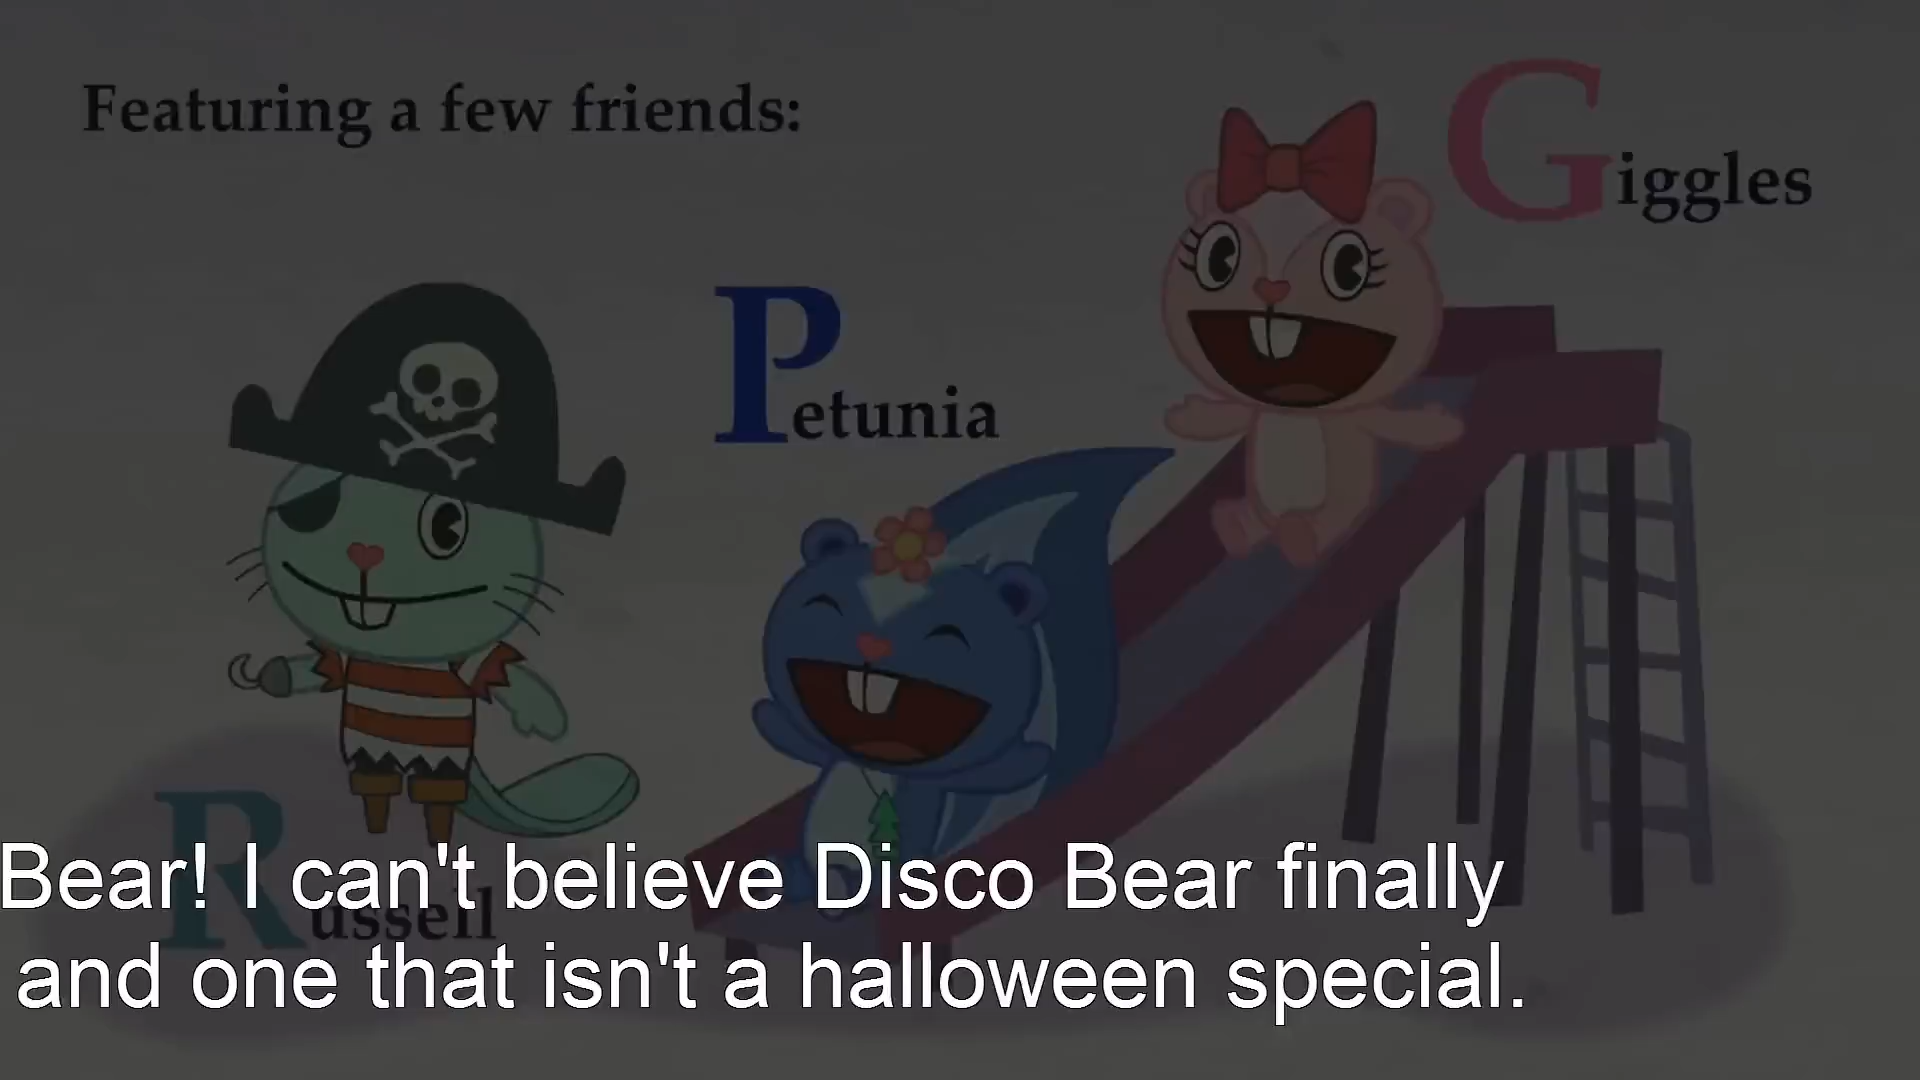 Featuring a few friends:
Giggles
Petunia
Russell
Bear! I can't believe Disco Bear finally
and one that isn't a halloween special.